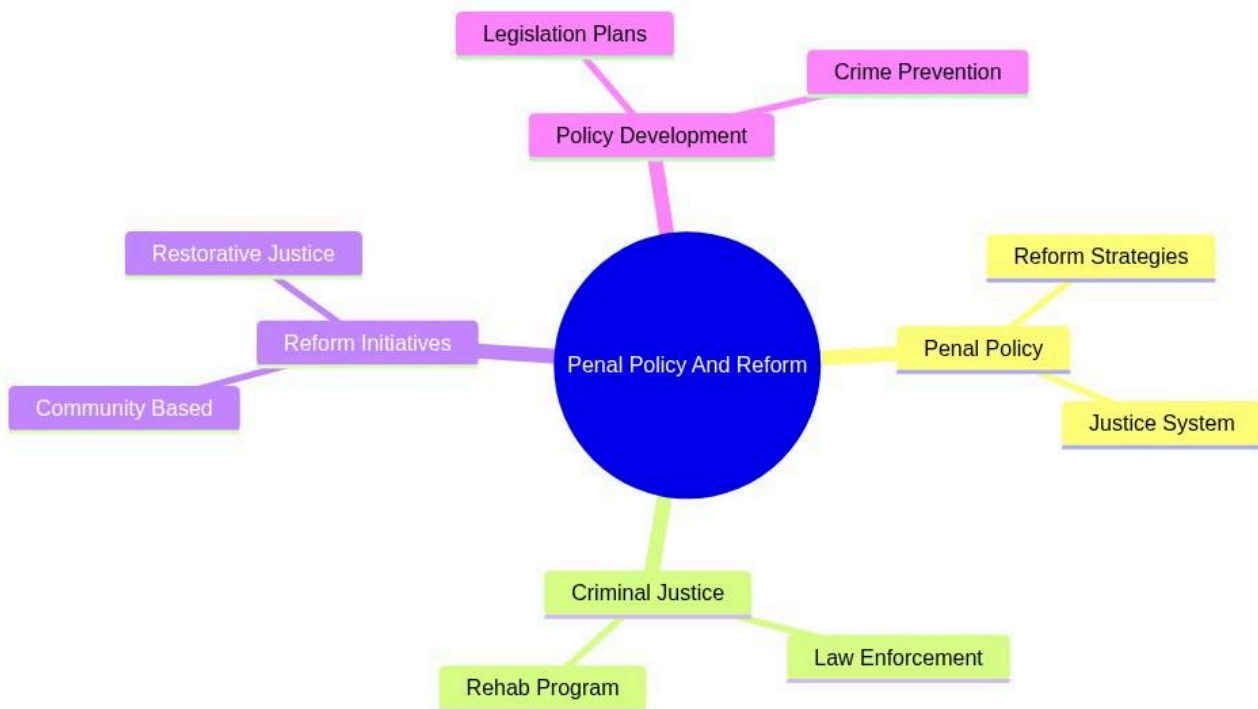 Legislation Plans
Crime Prevention
Policy Development
Restorative Justice
Reform Strategies
Reform Initiatives
Penal Policy And Reform
Penal Policy
Community Based
Justice System
Criminal Justice
Law Enforcement
Rehab Program